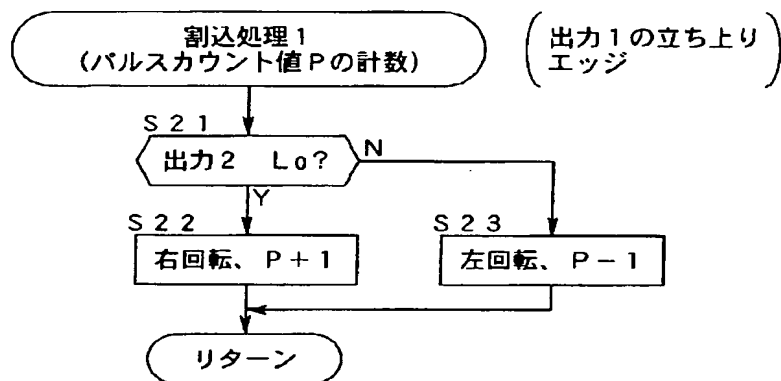 割込処理1
(パルスカウント値Pの計数)
(出力1の立ち上り
エッジ)
S21
出力2 Lo?
N
Y
S22
右回転、P+1
S23
左回転、P-1
リターン